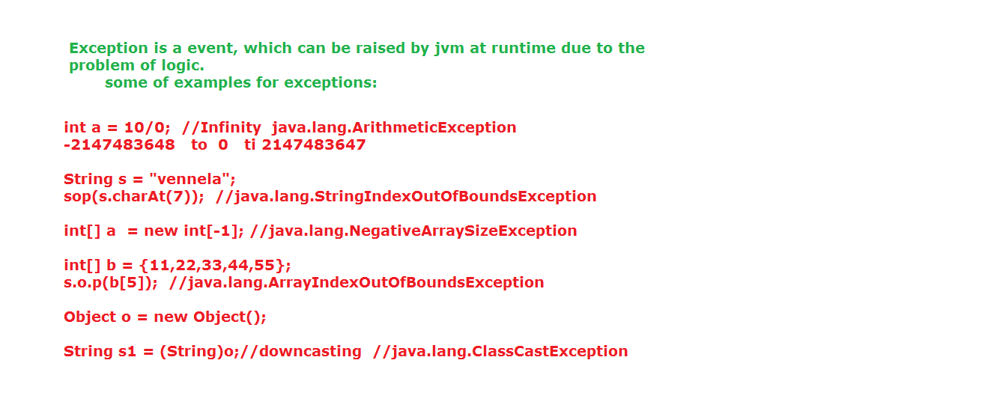 Exception is a event, which can be raised by jvm at runtime due to the
problem of logic.
some of examples for exceptions:
int a = 10/0;  //Infinity  java.lang.ArithmeticException
-2147483648   to  0   ti 2147483647
String s = "vennela";
sop(s.charAt(7));  //java.lang.StringIndexOutOfBoundsException
int[] a  = new int[-1]; //java.lang.NegativeArraySizeException
int[] b = {11,22,33,44,55};
s.o.p(b[5]);  //java.lang.ArrayIndexOutOfBoundsException
Object o = new Object();
String s1 = (String)o;//downcasting  //java.lang.ClassCastException